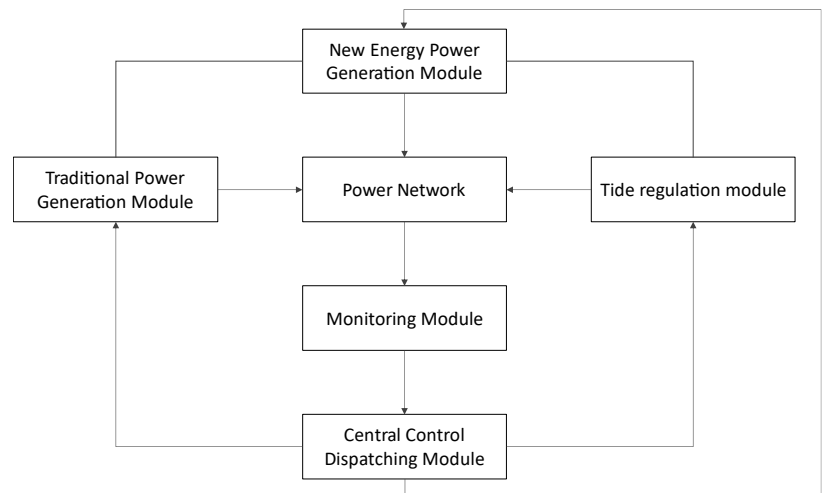 New Energy Power
Generation Module
Traditional Power
Generation Module
Power Network
Tide regulation module
Monitoring Module
Central Control
Dispatching Module